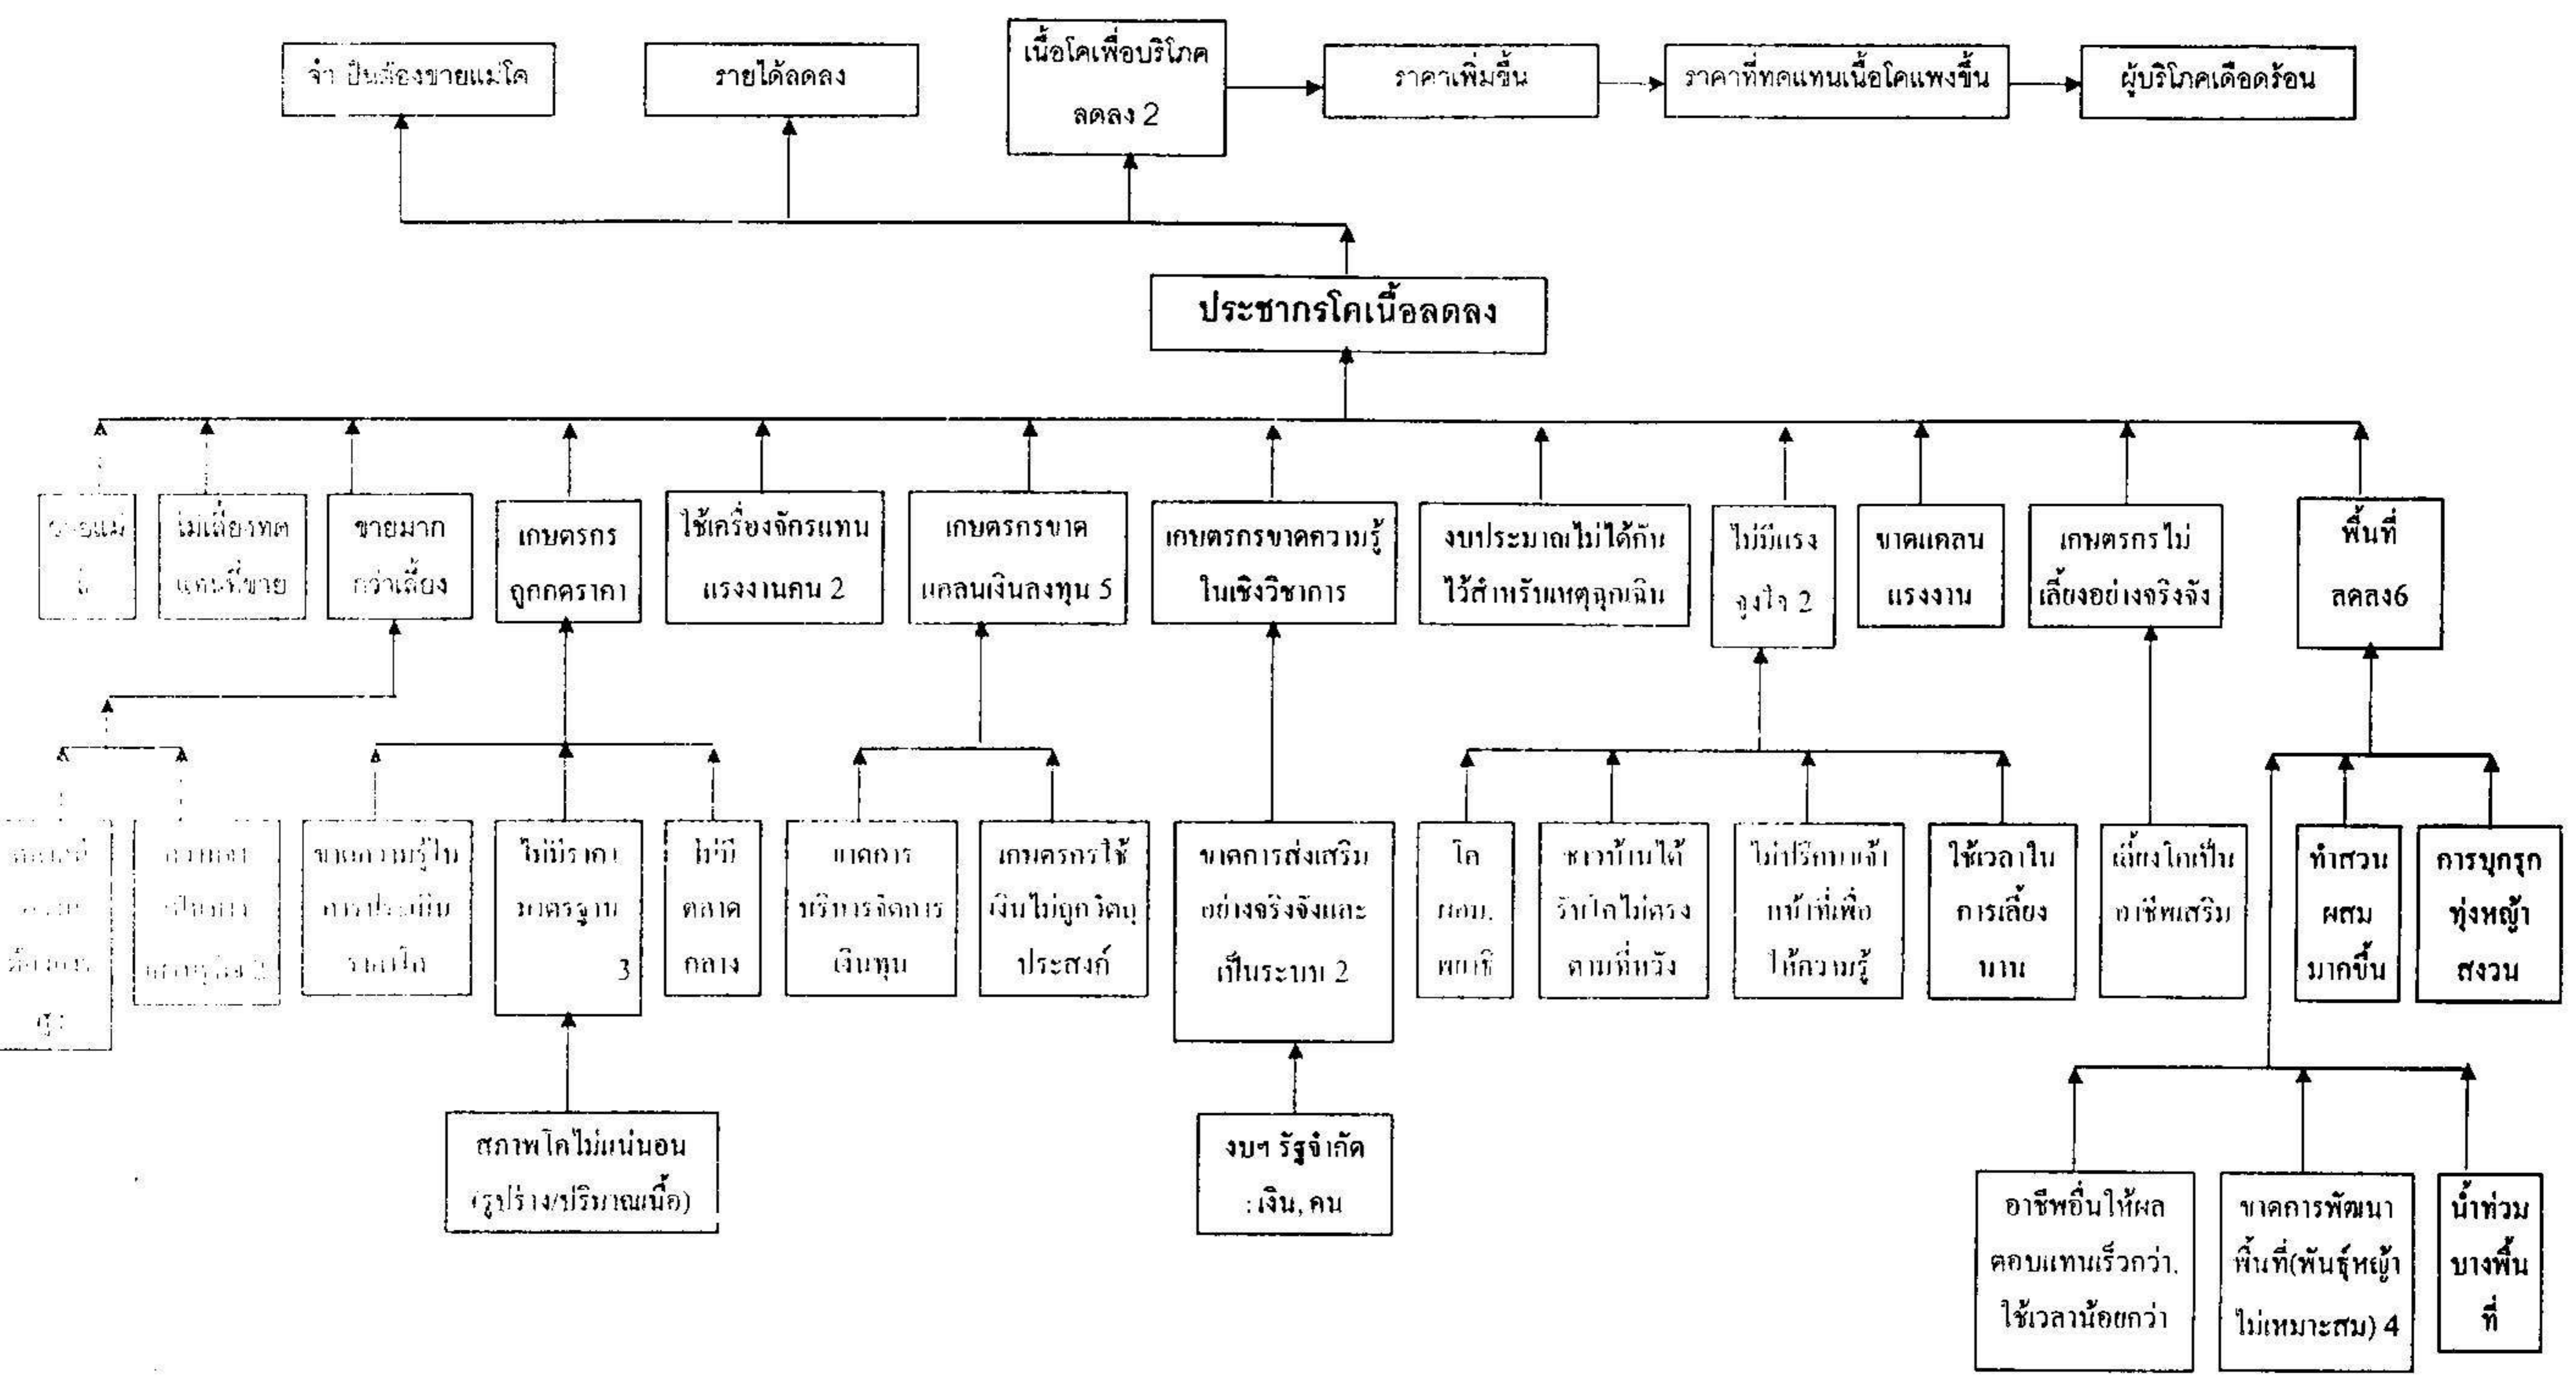 จำเป็นต้องขายแม่โค
รายได้ลดลง
เนื้อโคเพื่อบริโภค
ลดลง 2
ราคาเพิ่มขึ้น
ราคาที่ทดแทนเนื้อโคแพงขึ้น
ผู้บริโภคเดือดร้อน
ประชากรโคเนื้อลดลง
ขายแม่
ไม่เลี้ยงทด
แทนที่ขาย
ขายมาก
กว่าเลี้ยง
เกษตรกร
ถูกกดราคา
ใช้เครื่องจักรแทน
แรงงานคน 2
เกษตรกรขาด
แคลนเงินลงทุน 5
เกษตรกรขาดความรู้
ในเชิงวิชาการ
งบประมาณไม่ได้กัน
ไว้สำหรับเหตุฉุกเฉิน
ไม่มีแรง
จูงใจ 2
ขาดแคลน
แรงงาน
เกษตรกรไม่
เลี้ยงอย่างจริงจัง
พื้นที่
ลดลง6
ขาดความรู้ใน
การประเมิน
ราคาโค
ไม่มีราคา
มาตรฐาน
3
ไม่มี
ตลาด
กลาง
ขาดการ
บริหารจัดการ
เงินทุน
เกษตรกรใช้
เงินไม่ถูกวัตถุ
ประสงค์
ขาดการส่งเสริม
อย่างจริงจังและ
เป็นระบบ 2
โค
ผอม,
พยาธิ
ชาวบ้านได้
รับโคไม่ตรง
ตามที่หวัง
ไม่ปรึกษาเจ้า
หน้าที่เพื่อ
ให้ความรู้
ใช้เวลาใน
การเลี้ยง
นาน
เลี้ยงโคเป็น
อาชีพเสริม
ทำสวน
ผสม
มากขึ้น
การบุกรุก
ทุ่งหญ้า
สงวน
สภาพโคไม่แน่นอน
(รูปร่าง/ปริมาณเนื้อ)
งบฯ รัฐจำกัด
: เงิน, คน
อาชีพอื่นให้ผล
ตอบแทนเร็วกว่า,
ใช้เวลาน้อยกว่า
ขาดการพัฒนา
พื้นที่(พันธุ์หญ้า
ไม่เหมาะสม) 4
น้ำท่วม
บางพื้น
ที่